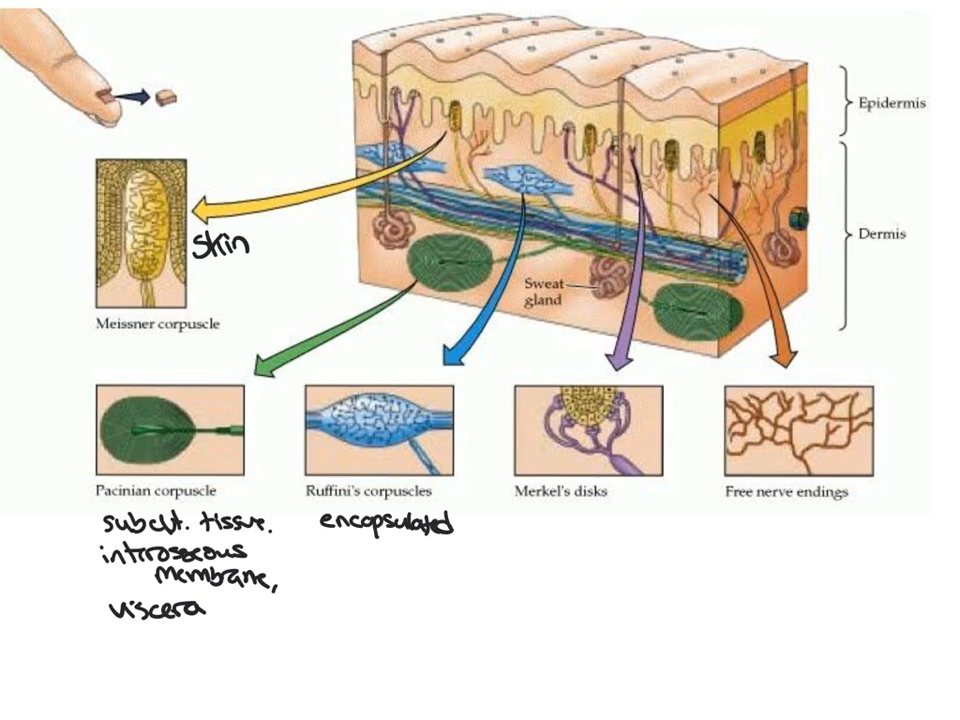 Epidermis
Dermis
skin
Sweat
gland
Meissner corpuscle
Pacinian corpuscle
Ruffini's corpuscles
Merkel's disks
Free nerve endings
subcut. tissue.
encapsulated
introsseous
membrane,
viscera